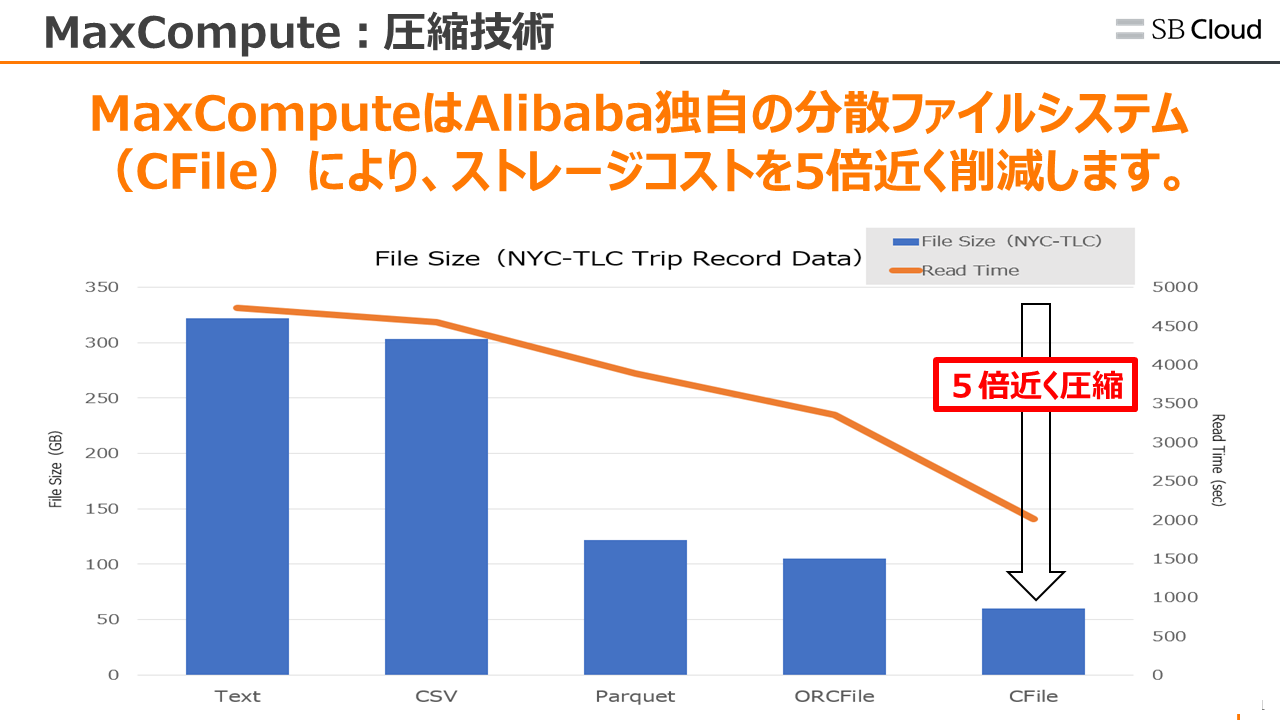 MaxCompute：圧縮技術
SB Cloud
MaxComputeはAlibaba独自の分散ファイルシステム
（CFile）により、ストレージコストを5倍近く削減します。
File Size（NYC-TLC Trip Record Data）
File Size（NYC-TLC）
Read Time
350
300
250
200
150
100
50
0
File Size (GB)
5000
4500
4000
3500
3000
2500
2000
1500
1000
500
0
Read Time (sec)
５倍近く圧縮
Text
CSV
Parquet
ORCFile
CFile